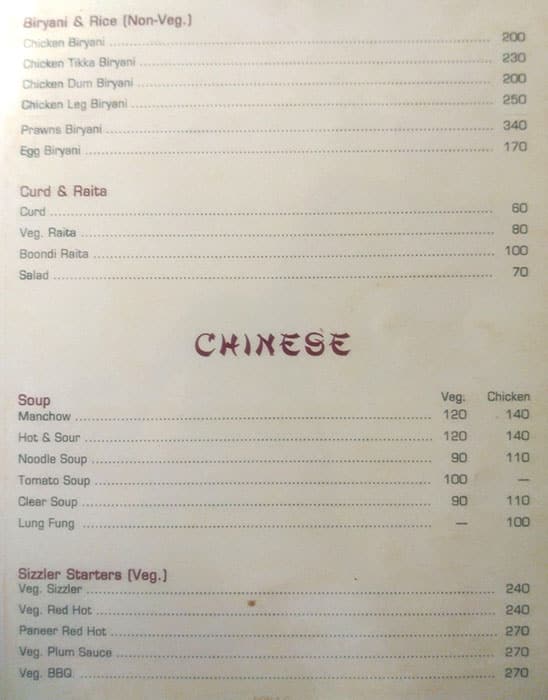 Biryani & Rice (Non-Veg.)
Chicken Biryani 200
Chicken Tikka Biryani 230
Chicken Dum Biryani 200
Chicken Leg Biryani 250
Prawns Biryani 340
Egg Biryani 170
Curd & Raita
Curd 60
Veg. Raita 80
Boondi Raita 100
Salad 70
CHINESE
Soup Veg. Chicken
Manchow 120 140
Hot & Sour 120 140
Noodle Soup 90 110
Tomato Soup 100 —
Clear Soup 90 110
Lung Fung — 100
Sizzler Starters (Veg.)
Veg. Sizzler 240
Veg. Red Hot 240
Paneer Red Hot 270
Veg. Plum Sauce 270
Veg. BBQ 270